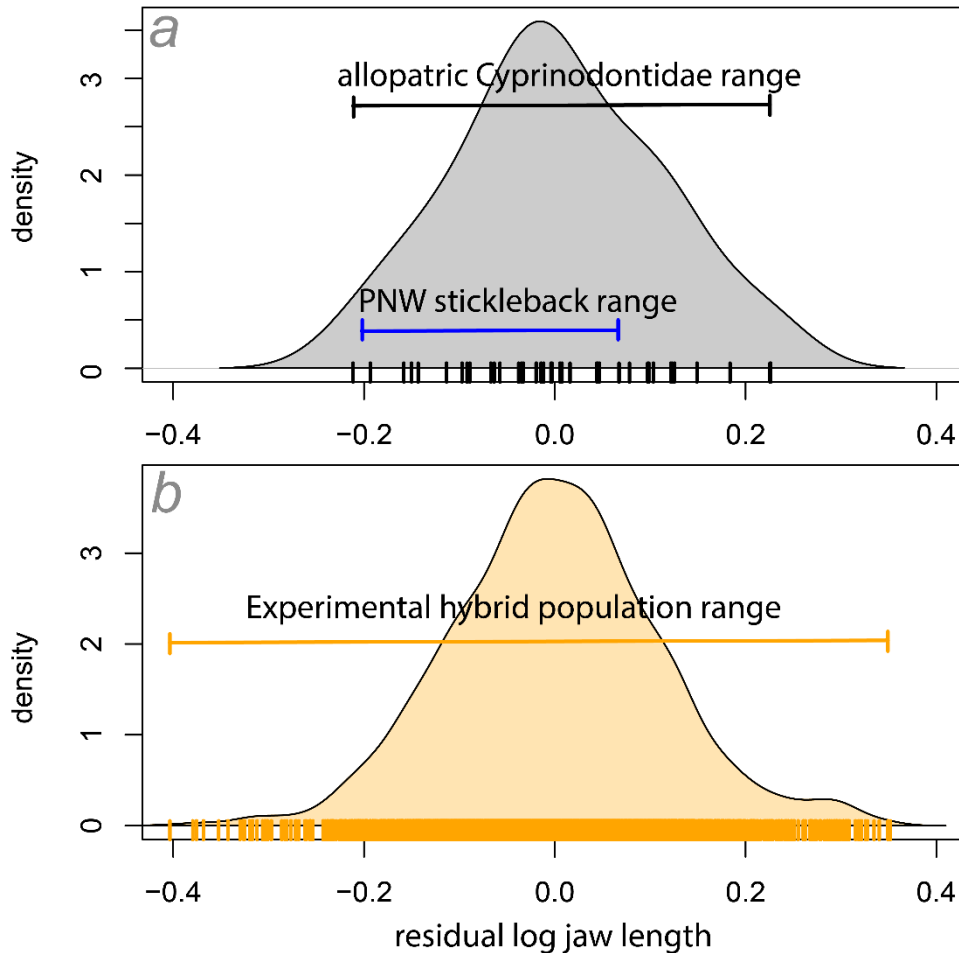 a
allopatric Cyprinodontidae range
PNW stickleback range
density
0
1
2
3
−0.4
−0.2
0.0
0.2
0.4
b
Experimental hybrid population range
density
0
1
2
3
−0.4
−0.2
0.0
0.2
0.4
residual log jaw length